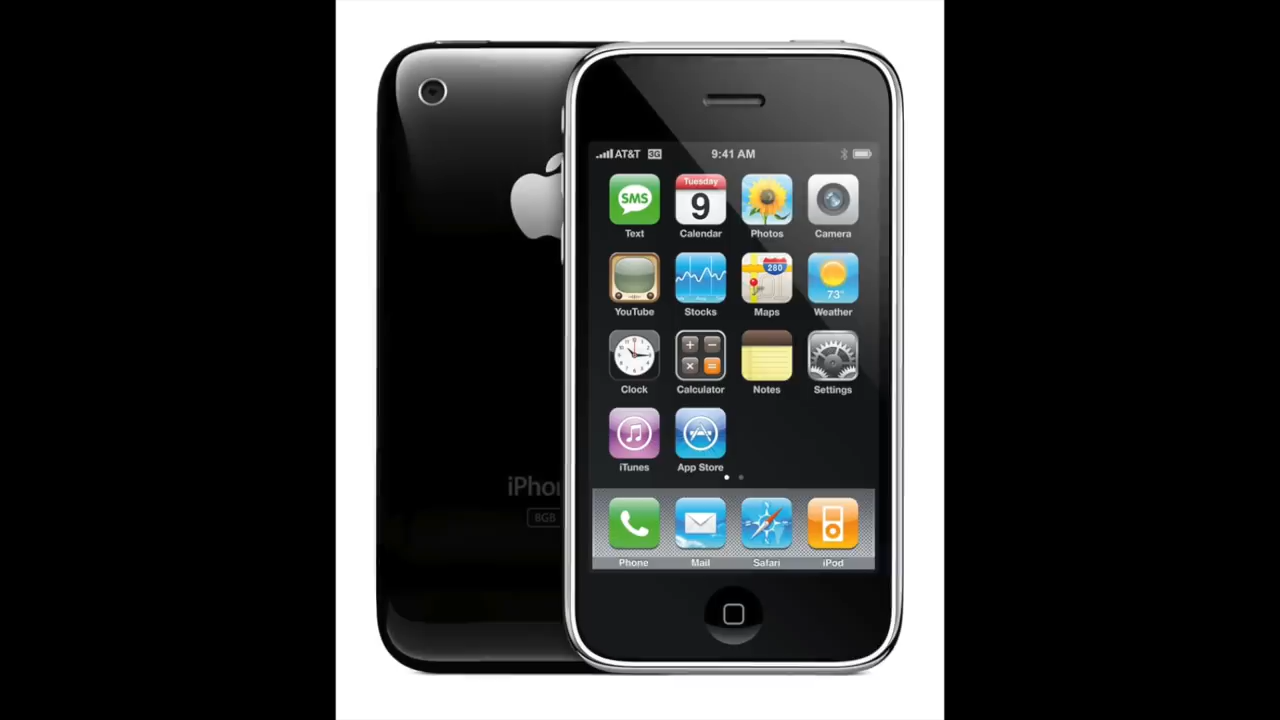 AT&T 3G 9:41 AM
SMS Tuesday 9
Text Calendar Photos Camera
280 73°
YouTube Stocks Maps Weather
Clock Calculator Notes Settings
iTunes App Store
Phone Mail Safari iPod
8GB